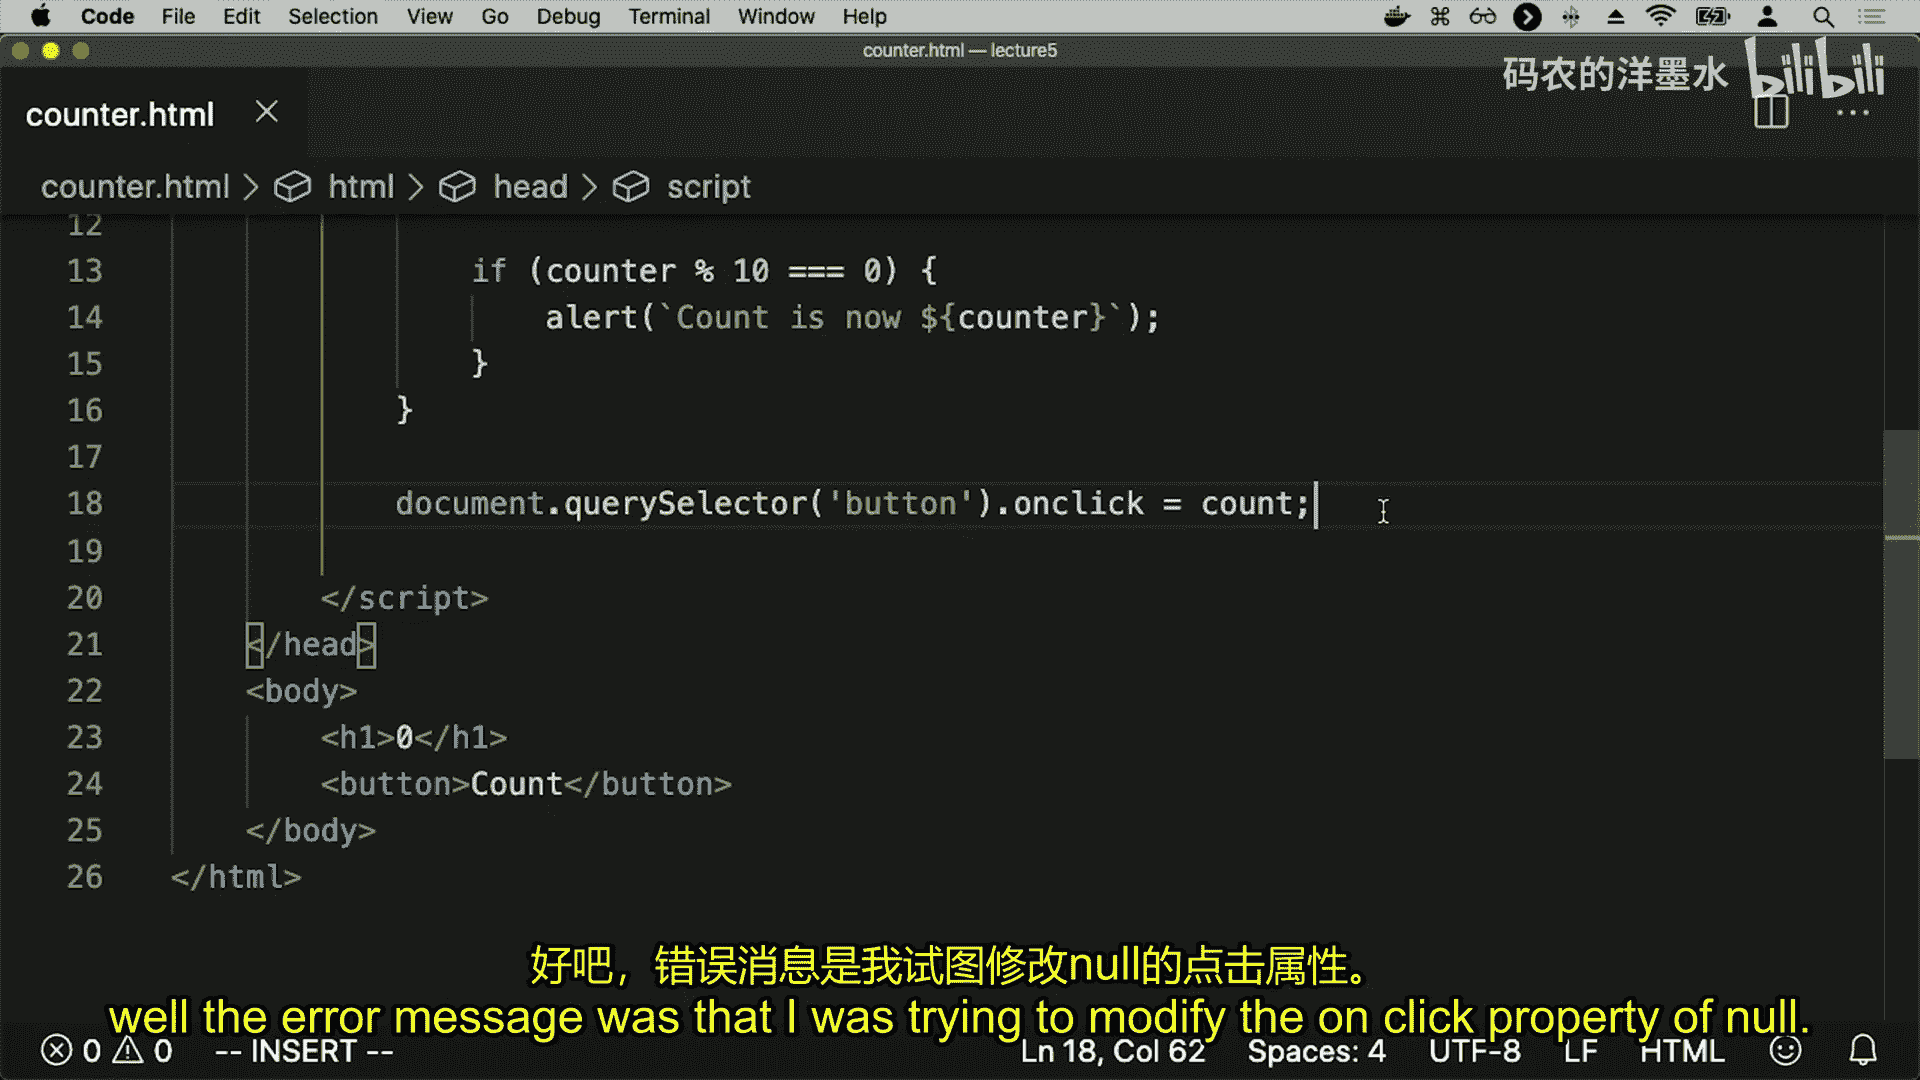 Code File Edit Selection View Go Debug Terminal Window Help
counter.html — lecture5
码农的洋墨水 bilibili
counter.html
counter.html > html > head > script
12
13 if (counter % 10 === 0) {
14 alert(`Count is now ${counter}`);
15 }
16 }
17
18 document.querySelector('button').onclick = count;
19
20 </script>
21 </head>
22 <body>
23 <h1>0</h1>
24 <button>Count</button>
25 </body>
26 </html>
好吧，错误消息是我试图修改null的点击属性。
well the error message was that I was trying to modify the on click property of null.
0 0 -- INSERT -- Ln 18, Col 62 Spaces: 4 UTF-8 LF HTML